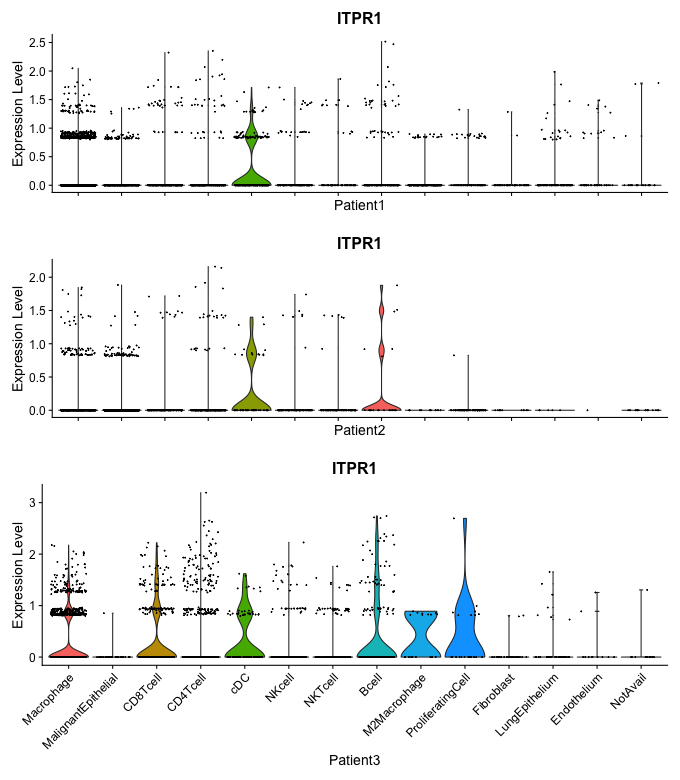 ITPR1
Expression Level
2.5
2.0
1.5
1.0
0.5
0.0
Patient1
ITPR1
Expression Level
2.0
1.5
1.0
0.5
0.0
Patient2
ITPR1
Expression Level
3
2
1
0
Macrophage
MalignantEpithelial
CD8Tcell
CD4Tcell
cDC
NKcell
NKTcell
Bcell
M2Macrophage
ProliferatingCell
Fibroblast
LungEpithelium
Endothelium
NotAvail
Patient3